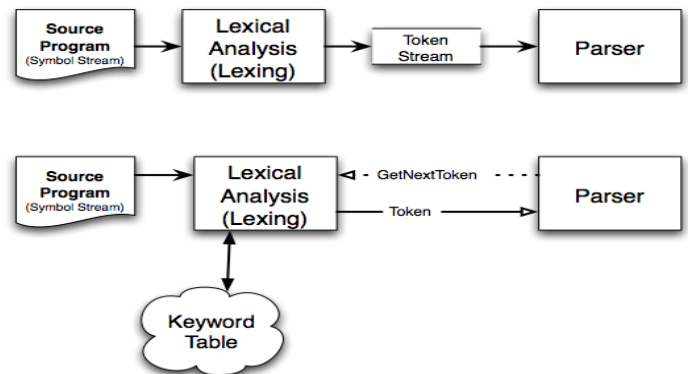 Source
Program
(Symbol Stream)
Lexical
Analysis
(Lexing)
Token
Stream
Parser
Source
Program
(Symbol Stream)
Lexical
Analysis
(Lexing)
GetNextToken
Token
Parser
Keyword
Table